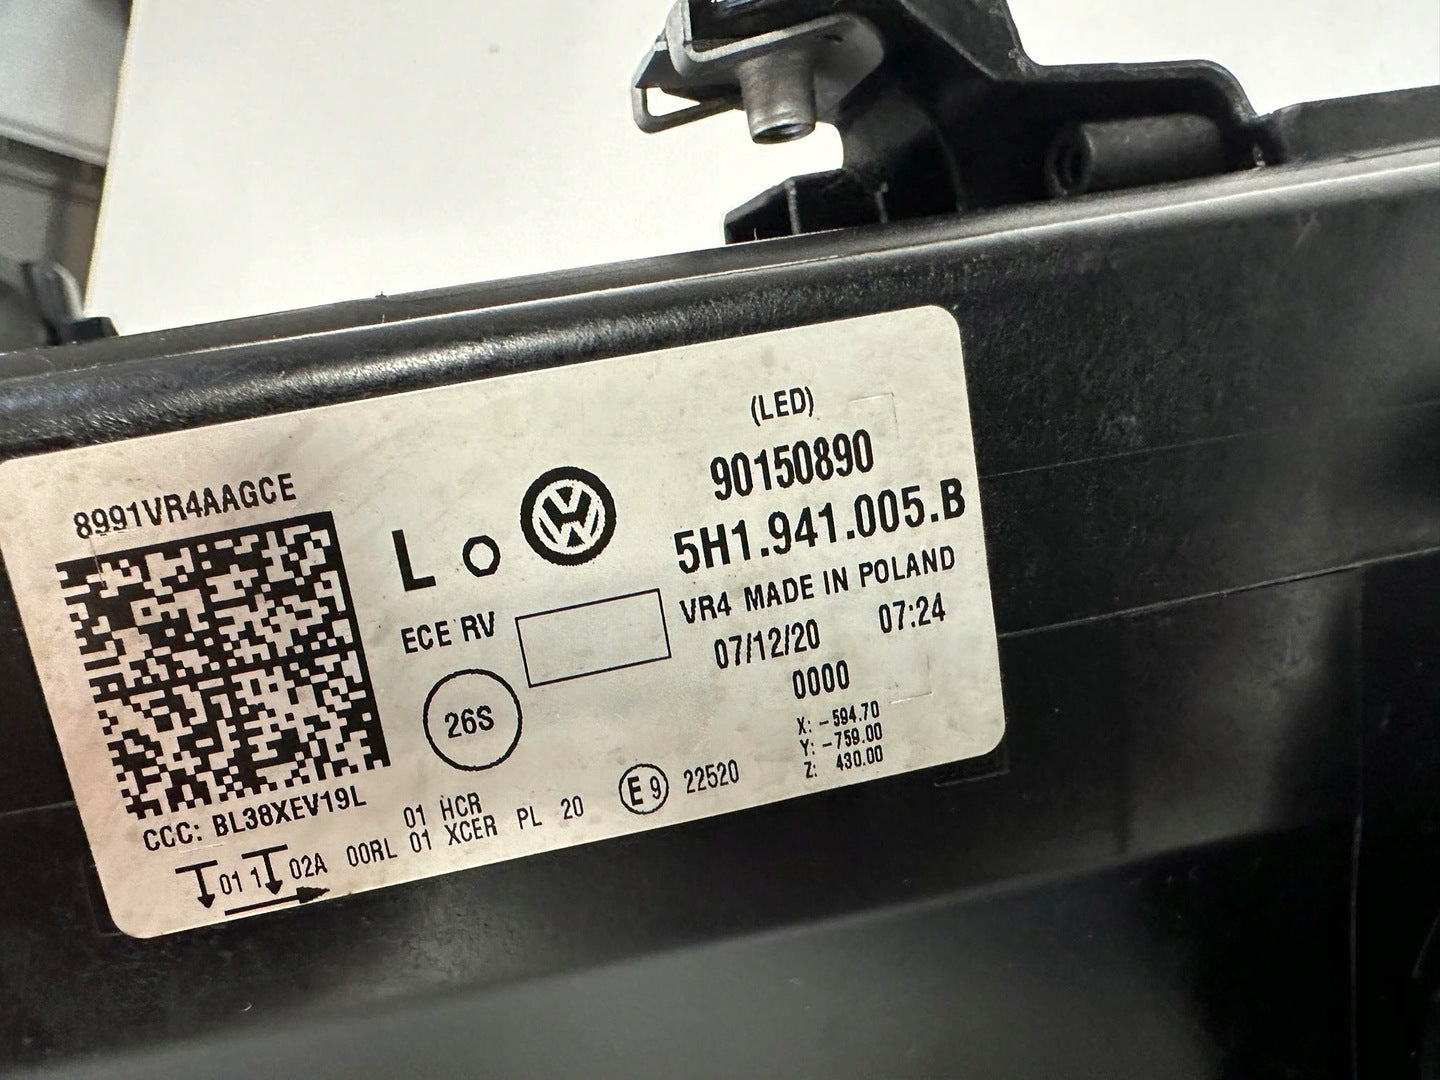 8991VR4AAGCE
L o
(LED)
90150890
5H1.941.005.B
VR4 MADE IN POLAND
07/12/20 07:24
0000
X: -594.70
Y: -759.00
Z: 430.00
ECE RV
26S
CCC: BL38XEV19L
01 HCR
01 1 02A 00RL 01 XCER PL 20 E9 22520